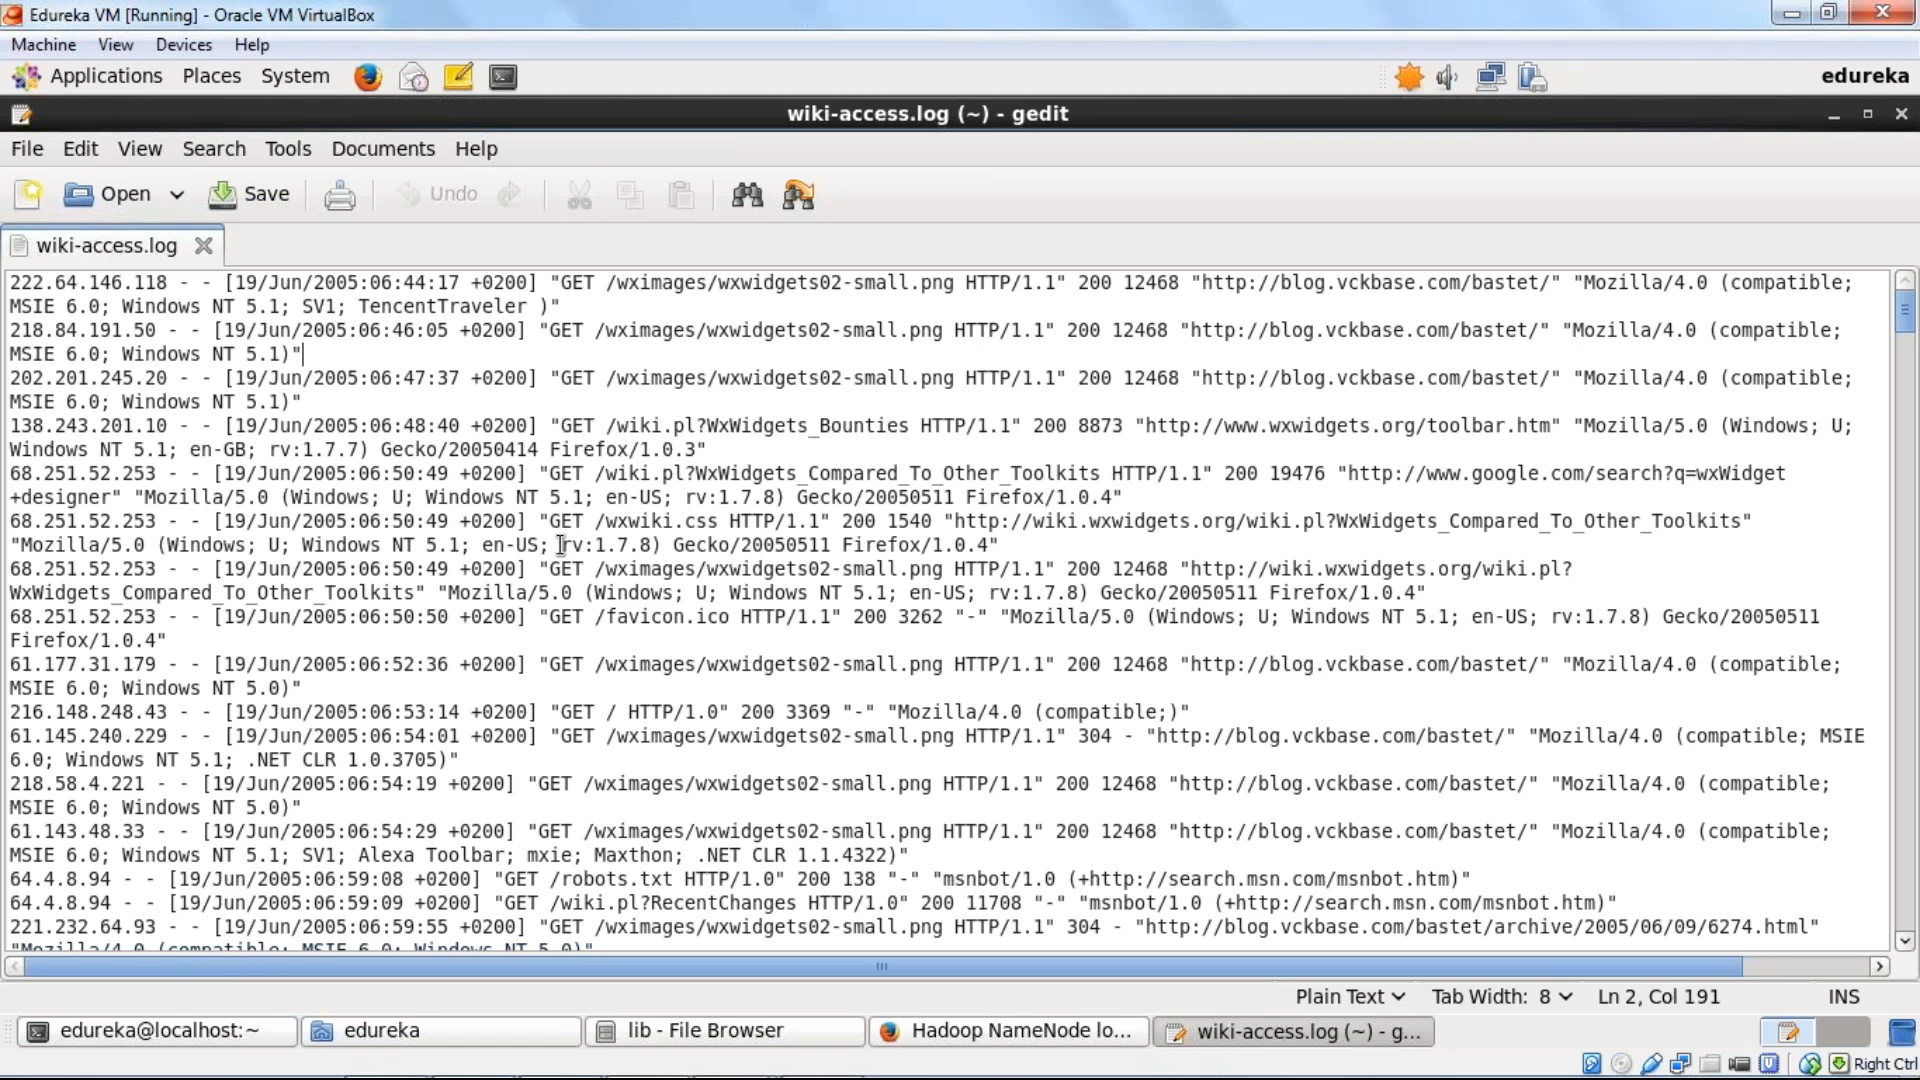 Edureka VM [Running] - Oracle VM VirtualBox
Machine View Devices Help
Applications Places System edureka
wiki-access.log (~) - gedit
File Edit View Search Tools Documents Help
Open Save Undo
wiki-access.log
222.64.146.118 - - [19/Jun/2005:06:44:17 +0200] "GET /wximages/wxwidgets02-small.png HTTP/1.1" 200 12468 "http://blog.vckbase.com/bastet/" "Mozilla/4.0 (compatible;
MSIE 6.0; Windows NT 5.1; SV1; TencentTraveler )"
218.84.191.50 - - [19/Jun/2005:06:46:05 +0200] "GET /wximages/wxwidgets02-small.png HTTP/1.1" 200 12468 "http://blog.vckbase.com/bastet/" "Mozilla/4.0 (compatible;
MSIE 6.0; Windows NT 5.1)"
202.201.245.20 - - [19/Jun/2005:06:47:37 +0200] "GET /wximages/wxwidgets02-small.png HTTP/1.1" 200 12468 "http://blog.vckbase.com/bastet/" "Mozilla/4.0 (compatible;
MSIE 6.0; Windows NT 5.1)"
138.243.201.10 - - [19/Jun/2005:06:48:40 +0200] "GET /wiki.pl?WxWidgets_Bounties HTTP/1.1" 200 8873 "http://www.wxwidgets.org/toolbar.htm" "Mozilla/5.0 (Windows; U;
Windows NT 5.1; en-GB; rv:1.7.7) Gecko/20050414 Firefox/1.0.3"
68.251.52.253 - - [19/Jun/2005:06:50:49 +0200] "GET /wiki.pl?WxWidgets_Compared_To_Other_Toolkits HTTP/1.1" 200 19476 "http://www.google.com/search?q=wxWidget
+designer" "Mozilla/5.0 (Windows; U; Windows NT 5.1; en-US; rv:1.7.8) Gecko/20050511 Firefox/1.0.4"
68.251.52.253 - - [19/Jun/2005:06:50:49 +0200] "GET /wxwiki.css HTTP/1.1" 200 1540 "http://wiki.wxwidgets.org/wiki.pl?WxWidgets_Compared_To_Other_Toolkits"
"Mozilla/5.0 (Windows; U; Windows NT 5.1; en-US; rv:1.7.8) Gecko/20050511 Firefox/1.0.4"
68.251.52.253 - - [19/Jun/2005:06:50:49 +0200] "GET /wximages/wxwidgets02-small.png HTTP/1.1" 200 12468 "http://wiki.wxwidgets.org/wiki.pl?
WxWidgets_Compared_To_Other_Toolkits" "Mozilla/5.0 (Windows; U; Windows NT 5.1; en-US; rv:1.7.8) Gecko/20050511 Firefox/1.0.4"
68.251.52.253 - - [19/Jun/2005:06:50:50 +0200] "GET /favicon.ico HTTP/1.1" 200 3262 "-" "Mozilla/5.0 (Windows; U; Windows NT 5.1; en-US; rv:1.7.8) Gecko/20050511
Firefox/1.0.4"
61.177.31.179 - - [19/Jun/2005:06:52:36 +0200] "GET /wximages/wxwidgets02-small.png HTTP/1.1" 200 12468 "http://blog.vckbase.com/bastet/" "Mozilla/4.0 (compatible;
MSIE 6.0; Windows NT 5.0)"
216.148.248.43 - - [19/Jun/2005:06:53:14 +0200] "GET / HTTP/1.0" 200 3369 "-" "Mozilla/4.0 (compatible;)"
61.145.240.229 - - [19/Jun/2005:06:54:01 +0200] "GET /wximages/wxwidgets02-small.png HTTP/1.1" 304 - "http://blog.vckbase.com/bastet/" "Mozilla/4.0 (compatible; MSIE
6.0; Windows NT 5.1; .NET CLR 1.0.3705)"
218.58.4.221 - - [19/Jun/2005:06:54:19 +0200] "GET /wximages/wxwidgets02-small.png HTTP/1.1" 200 12468 "http://blog.vckbase.com/bastet/" "Mozilla/4.0 (compatible;
MSIE 6.0; Windows NT 5.0)"
61.143.48.33 - - [19/Jun/2005:06:54:29 +0200] "GET /wximages/wxwidgets02-small.png HTTP/1.1" 200 12468 "http://blog.vckbase.com/bastet/" "Mozilla/4.0 (compatible;
MSIE 6.0; Windows NT 5.1; SV1; Alexa Toolbar; mxie; Maxthon; .NET CLR 1.1.4322)"
64.4.8.94 - - [19/Jun/2005:06:59:08 +0200] "GET /robots.txt HTTP/1.0" 200 138 "-" "msnbot/1.0 (+http://search.msn.com/msnbot.htm)"
64.4.8.94 - - [19/Jun/2005:06:59:09 +0200] "GET /wiki.pl?RecentChanges HTTP/1.0" 200 11708 "-" "msnbot/1.0 (+http://search.msn.com/msnbot.htm)"
221.232.64.93 - - [19/Jun/2005:06:59:55 +0200] "GET /wximages/wxwidgets02-small.png HTTP/1.1" 304 - "http://blog.vckbase.com/bastet/archive/2005/06/09/6274.html"
"Mozilla/4.0 (compatible; MSIE 6.0; Windows NT 5.0)"
Plain Text Tab Width: 8 Ln 2, Col 191 INS
edureka@localhost:~ edureka lib - File Browser Hadoop NameNode lo... wiki-access.log (~) - g...
Right Ctrl